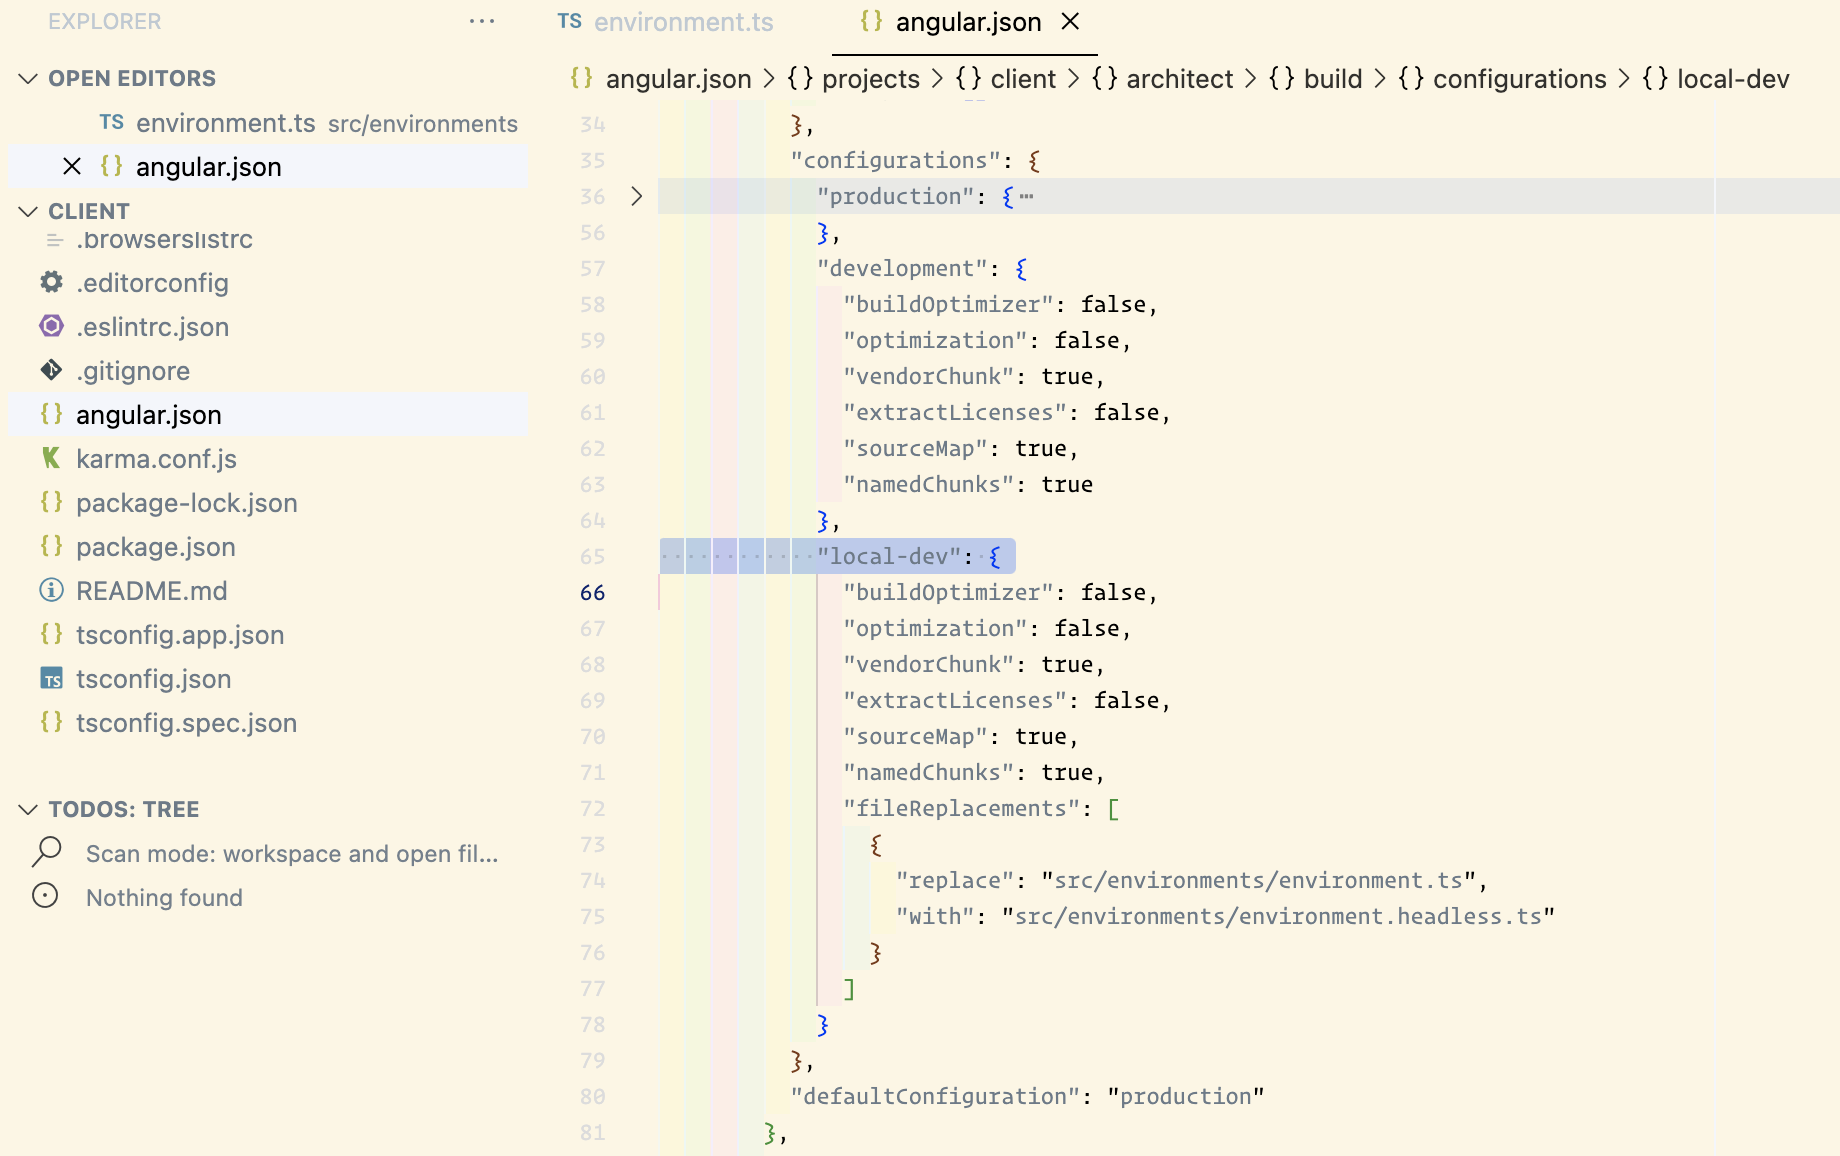 EXPLORER ···
OPEN EDITORS
TS environment.ts src/environments
{} angular.json
CLIENT
.browserslistrc
.editorconfig
.eslintrc.json
.gitignore
{} angular.json
karma.conf.js
{} package-lock.json
{} package.json
README.md
{} tsconfig.app.json
TS tsconfig.json
{} tsconfig.spec.json
TODOS: TREE
Scan mode: workspace and open fil...
Nothing found
TS environment.ts
{} angular.json
{} angular.json > {} projects > {} client > {} architect > {} build > {} configurations > {} local-dev
34 },
35 "configurations": {
36 "production": { ···
56 },
57 "development": {
58 "buildOptimizer": false,
59 "optimization": false,
60 "vendorChunk": true,
61 "extractLicenses": false,
62 "sourceMap": true,
63 "namedChunks": true
64 },
65 "local-dev": {
66 "buildOptimizer": false,
67 "optimization": false,
68 "vendorChunk": true,
69 "extractLicenses": false,
70 "sourceMap": true,
71 "namedChunks": true,
72 "fileReplacements": [
73 {
74 "replace": "src/environments/environment.ts",
75 "with": "src/environments/environment.headless.ts"
76 }
77 ]
78 }
79 },
80 "defaultConfiguration": "production"
81 },